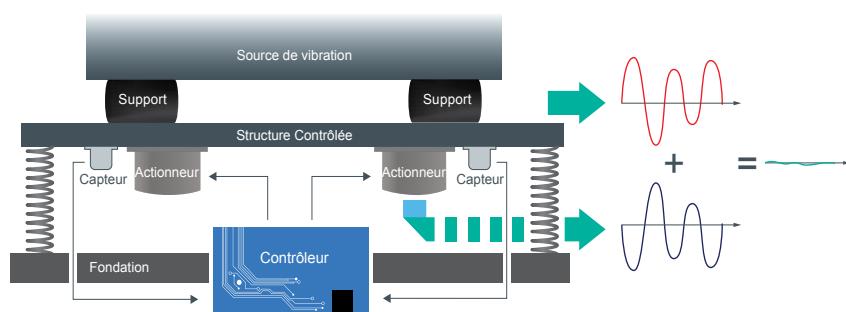 Source de vibration
Support
Support
Structure Contrôlée
Capteur
Actionneur
Actionneur
Capteur
+
=
Fondation
Contrôleur